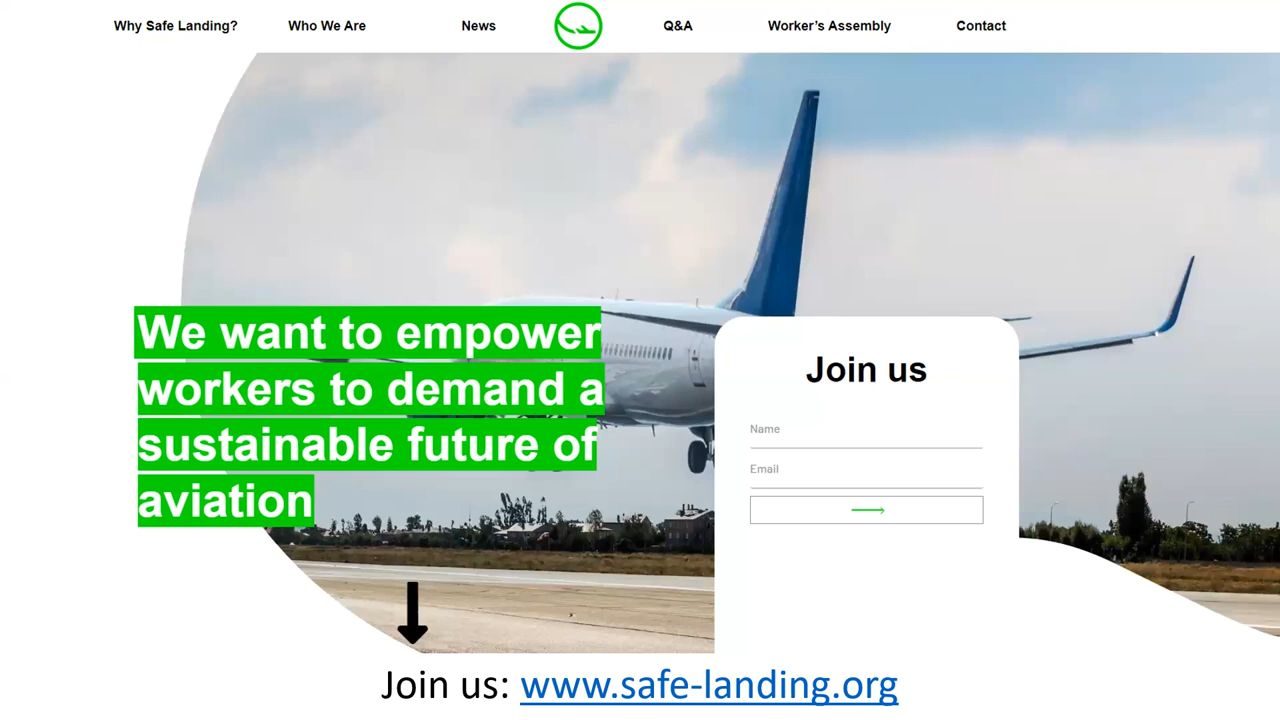 Why Safe Landing?
Who We Are
News
Q&A
Worker’s Assembly
Contact
We want to empower
workers to demand a
sustainable future of
aviation
Join us
Name
Email
Join us: www.safe-landing.org